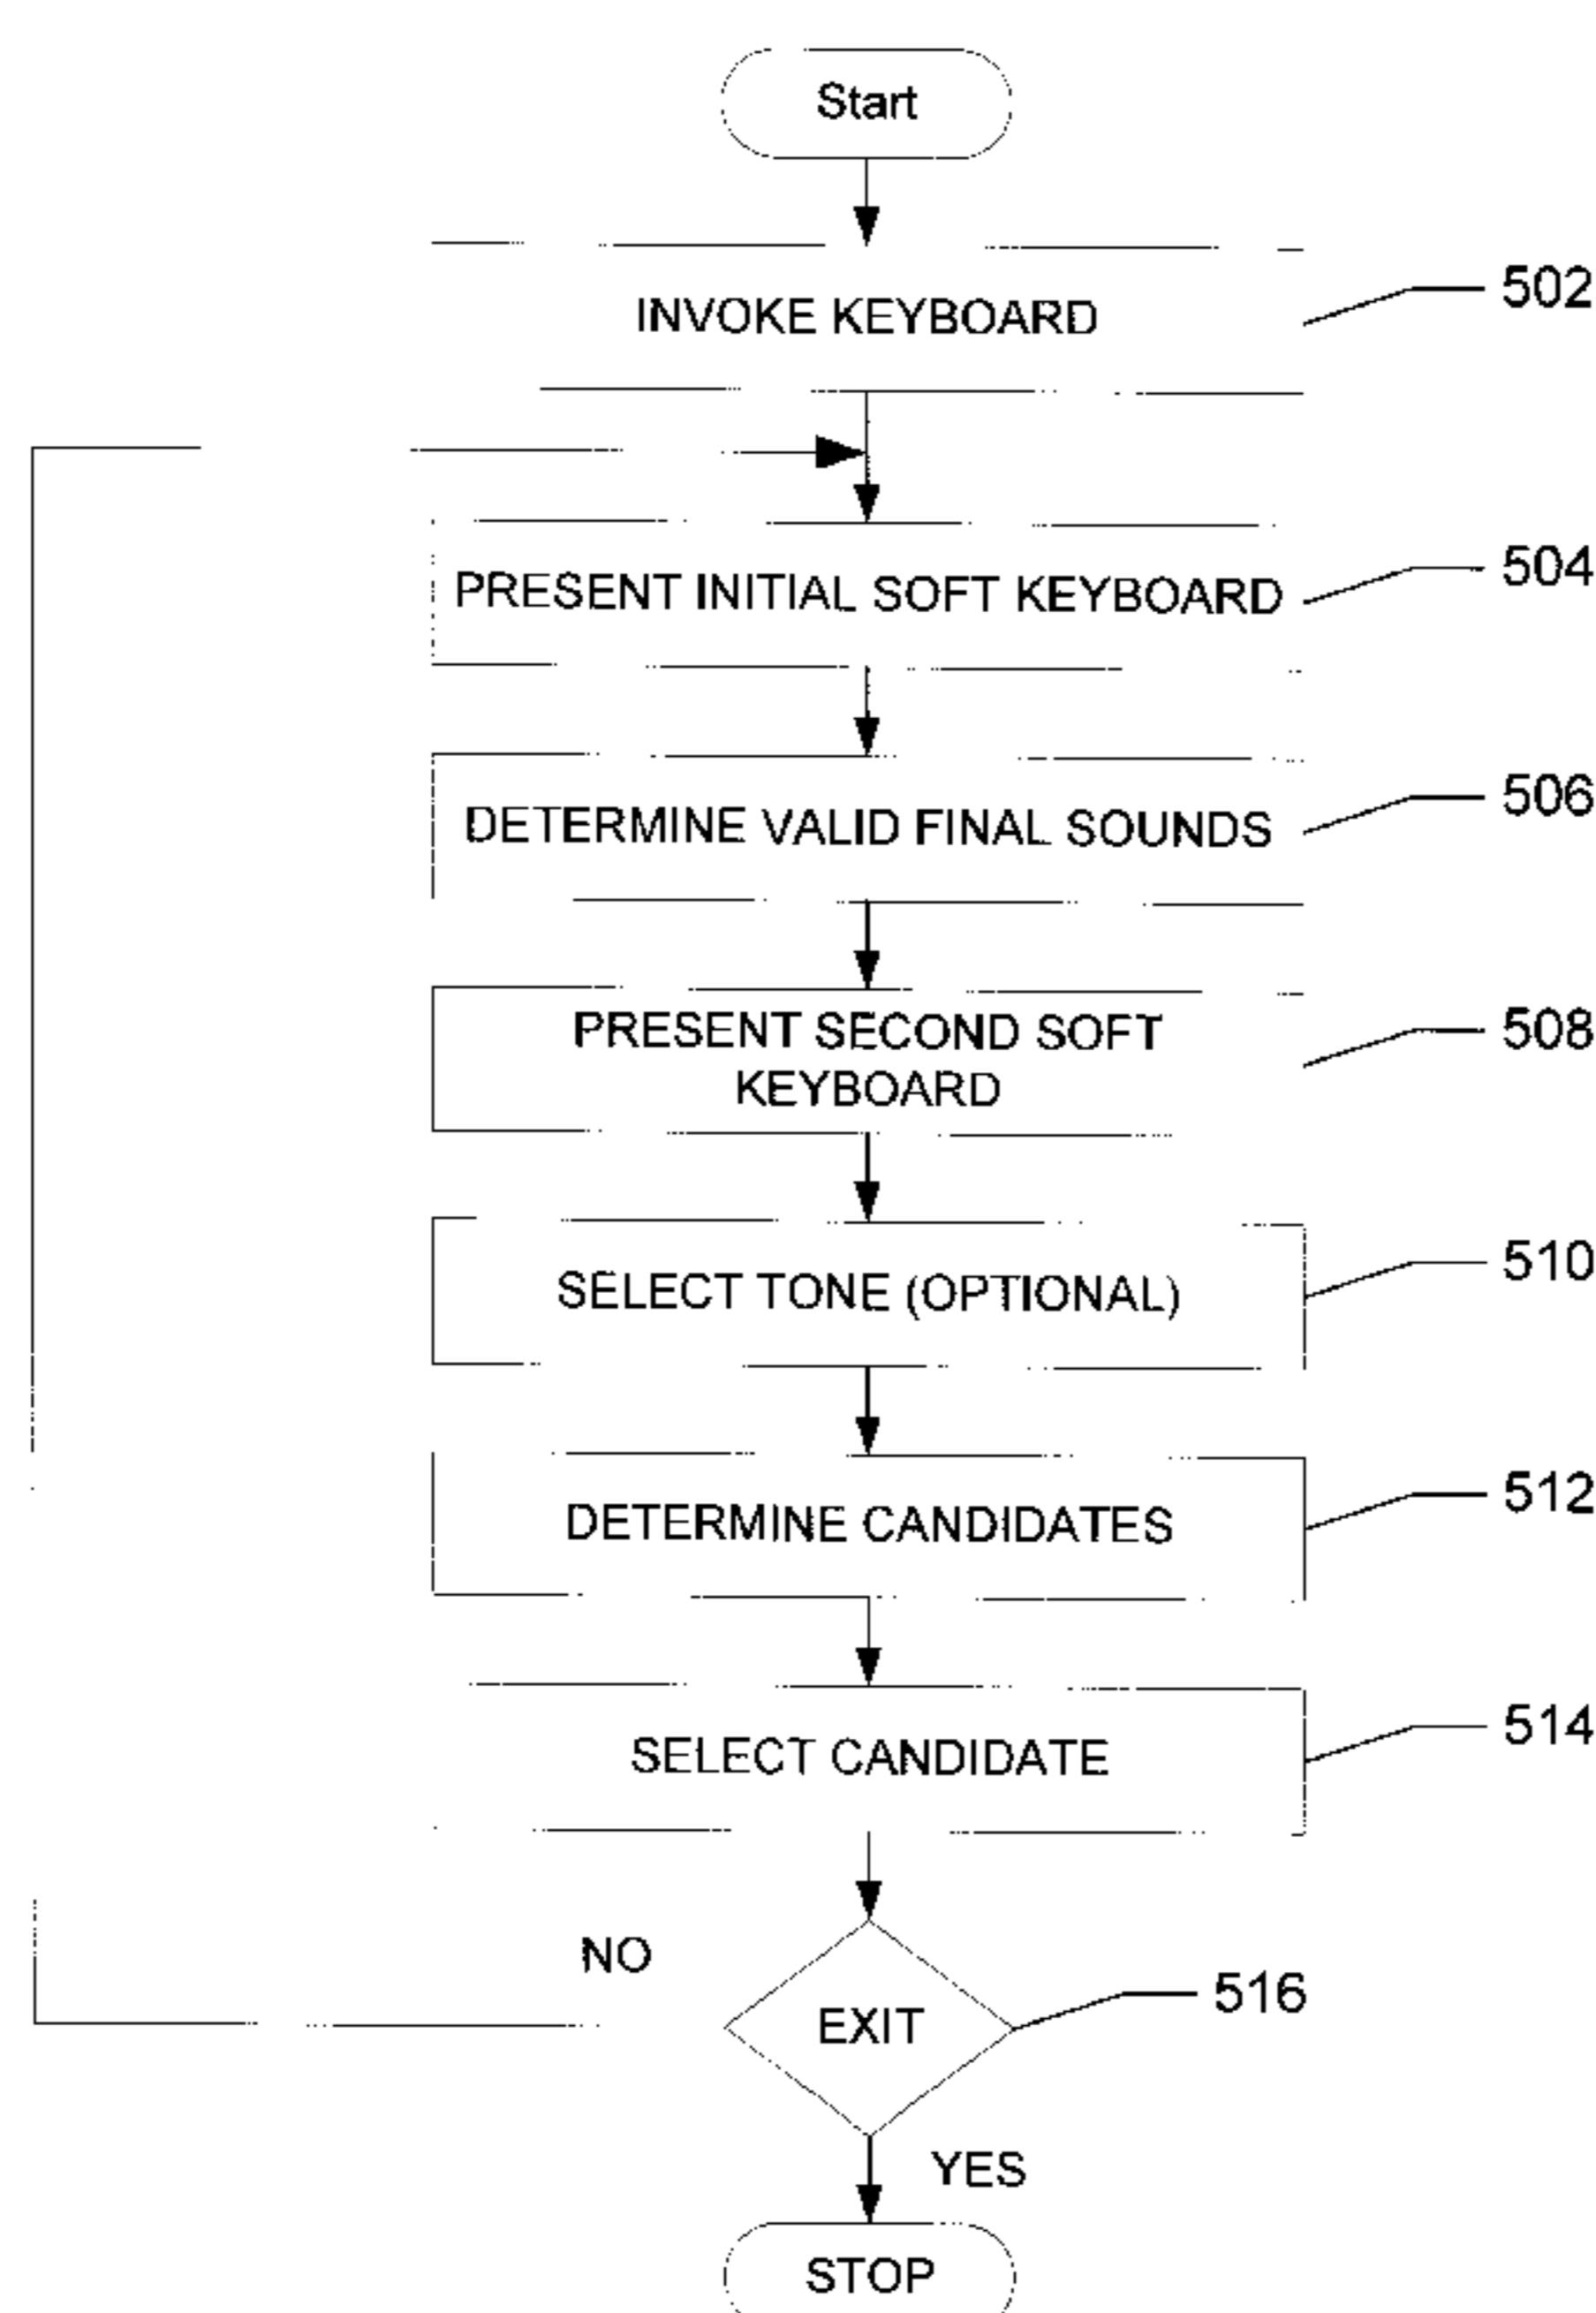 Start
INVOKE KEYBOARD
502
PRESENT INITIAL SOFT KEYBOARD
504
DETERMINE VALID FINAL SOUNDS
506
PRESENT SECOND SOFT
KEYBOARD
508
SELECT TONE (OPTIONAL)
510
DETERMINE CANDIDATES
512
SELECT CANDIDATE
514
NO
EXIT
516
YES
STOP